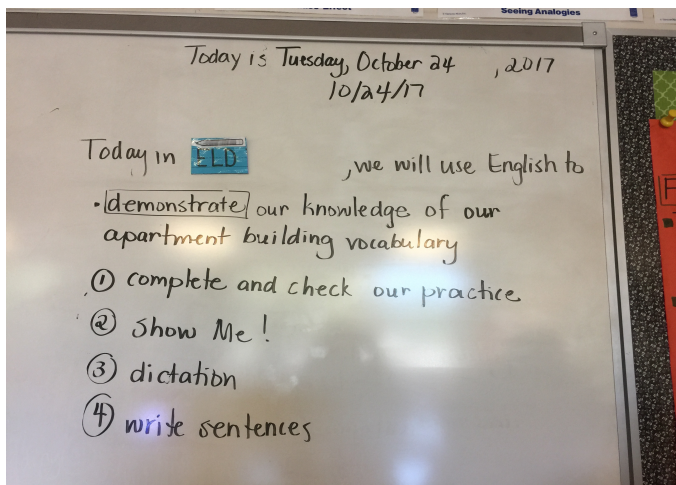 Seeing Analogies
Today is Tuesday, October 24 , 2017
10/24/17
Today in ELD , we will use English to
• demonstrate our knowledge of our
apartment building vocabulary
① complete and check our practice
② Show Me!
③ dictation
④ write sentences